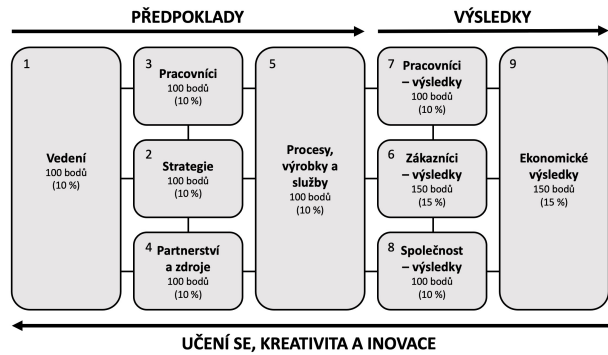 PŘEDPOKLADY
VÝSLEDKY
1
Vedení
100 bodů
(10 %)
3
Pracovníci
100 bodů
(10 %)
2
Strategie
100 bodů
(10 %)
4
Partnerství
a zdroje
100 bodů
(10 %)
5
Procesy,
výrobky a
služby
100 bodů
(10 %)
7
Pracovníci
– výsledky
100 bodů
(10 %)
6
Zákazníci
– výsledky
150 bodů
(15 %)
8
Společnost
– výsledky
100 bodů
(10 %)
9
Ekonomické
výsledky
150 bodů
(15 %)
UČENÍ SE, KREATIVITA A INOVACE